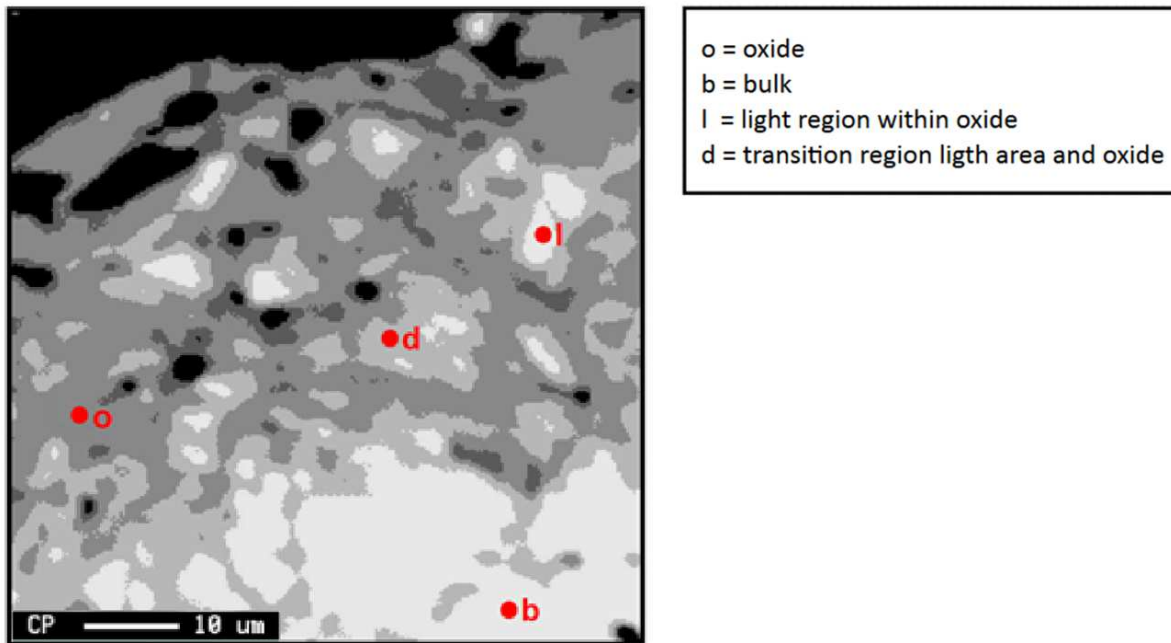 o = oxide
b = bulk
l = light region within oxide
d = transition region ligth area and oxide
l
d
o
b
CP 10 um